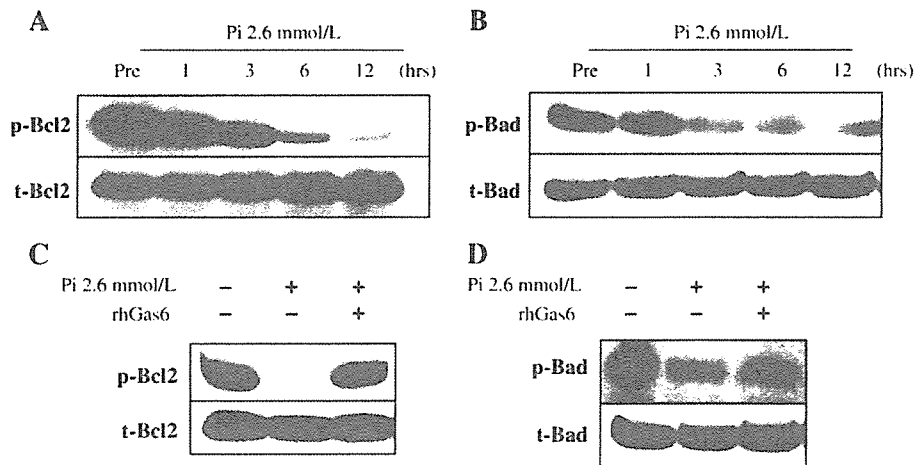 A
Pi 2.6 mmol/L
Pre 1 3 6 12 (hrs)
p-Bcl2
t-Bcl2
B
Pi 2.6 mmol/L
Pre 1 3 6 12 (hrs)
p-Bad
t-Bad
C
Pi 2.6 mmol/L − + +
rhGas6 − − +
p-Bcl2
t-Bcl2
D
Pi 2.6 mmol/L − + +
rhGas6 − − +
p-Bad
t-Bad